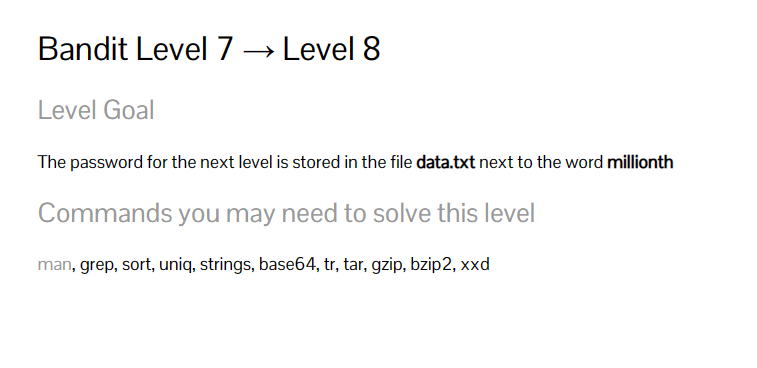 Bandit Level 7 → Level 8
Level Goal
The password for the next level is stored in the file data.txt next to the word millionth
Commands you may need to solve this level
man, grep, sort, uniq, strings, base64, tr, tar, gzip, bzip2, xxd